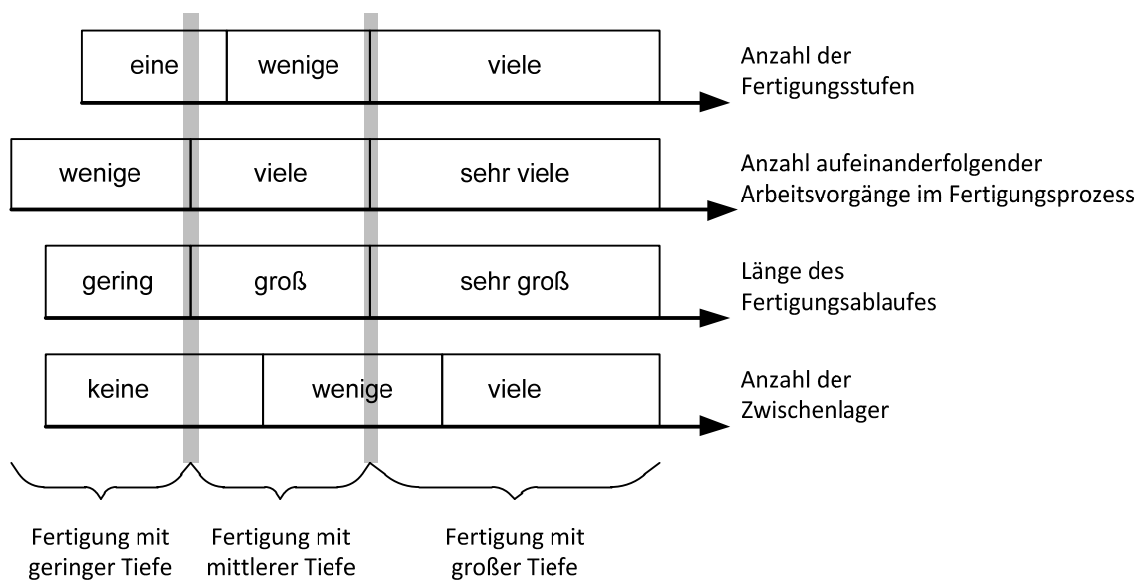 eine wenige viele
Anzahl der
Fertigungsstufen
wenige viele sehr viele
Anzahl aufeinanderfolgender
Arbeitsvorgänge im Fertigungsprozess
gering groß sehr groß
Länge des
Fertigungsablaufes
keine wenige viele
Anzahl der
Zwischenlager
Fertigung mit
geringer Tiefe
Fertigung mit
mittlerer Tiefe
Fertigung mit
großer Tiefe